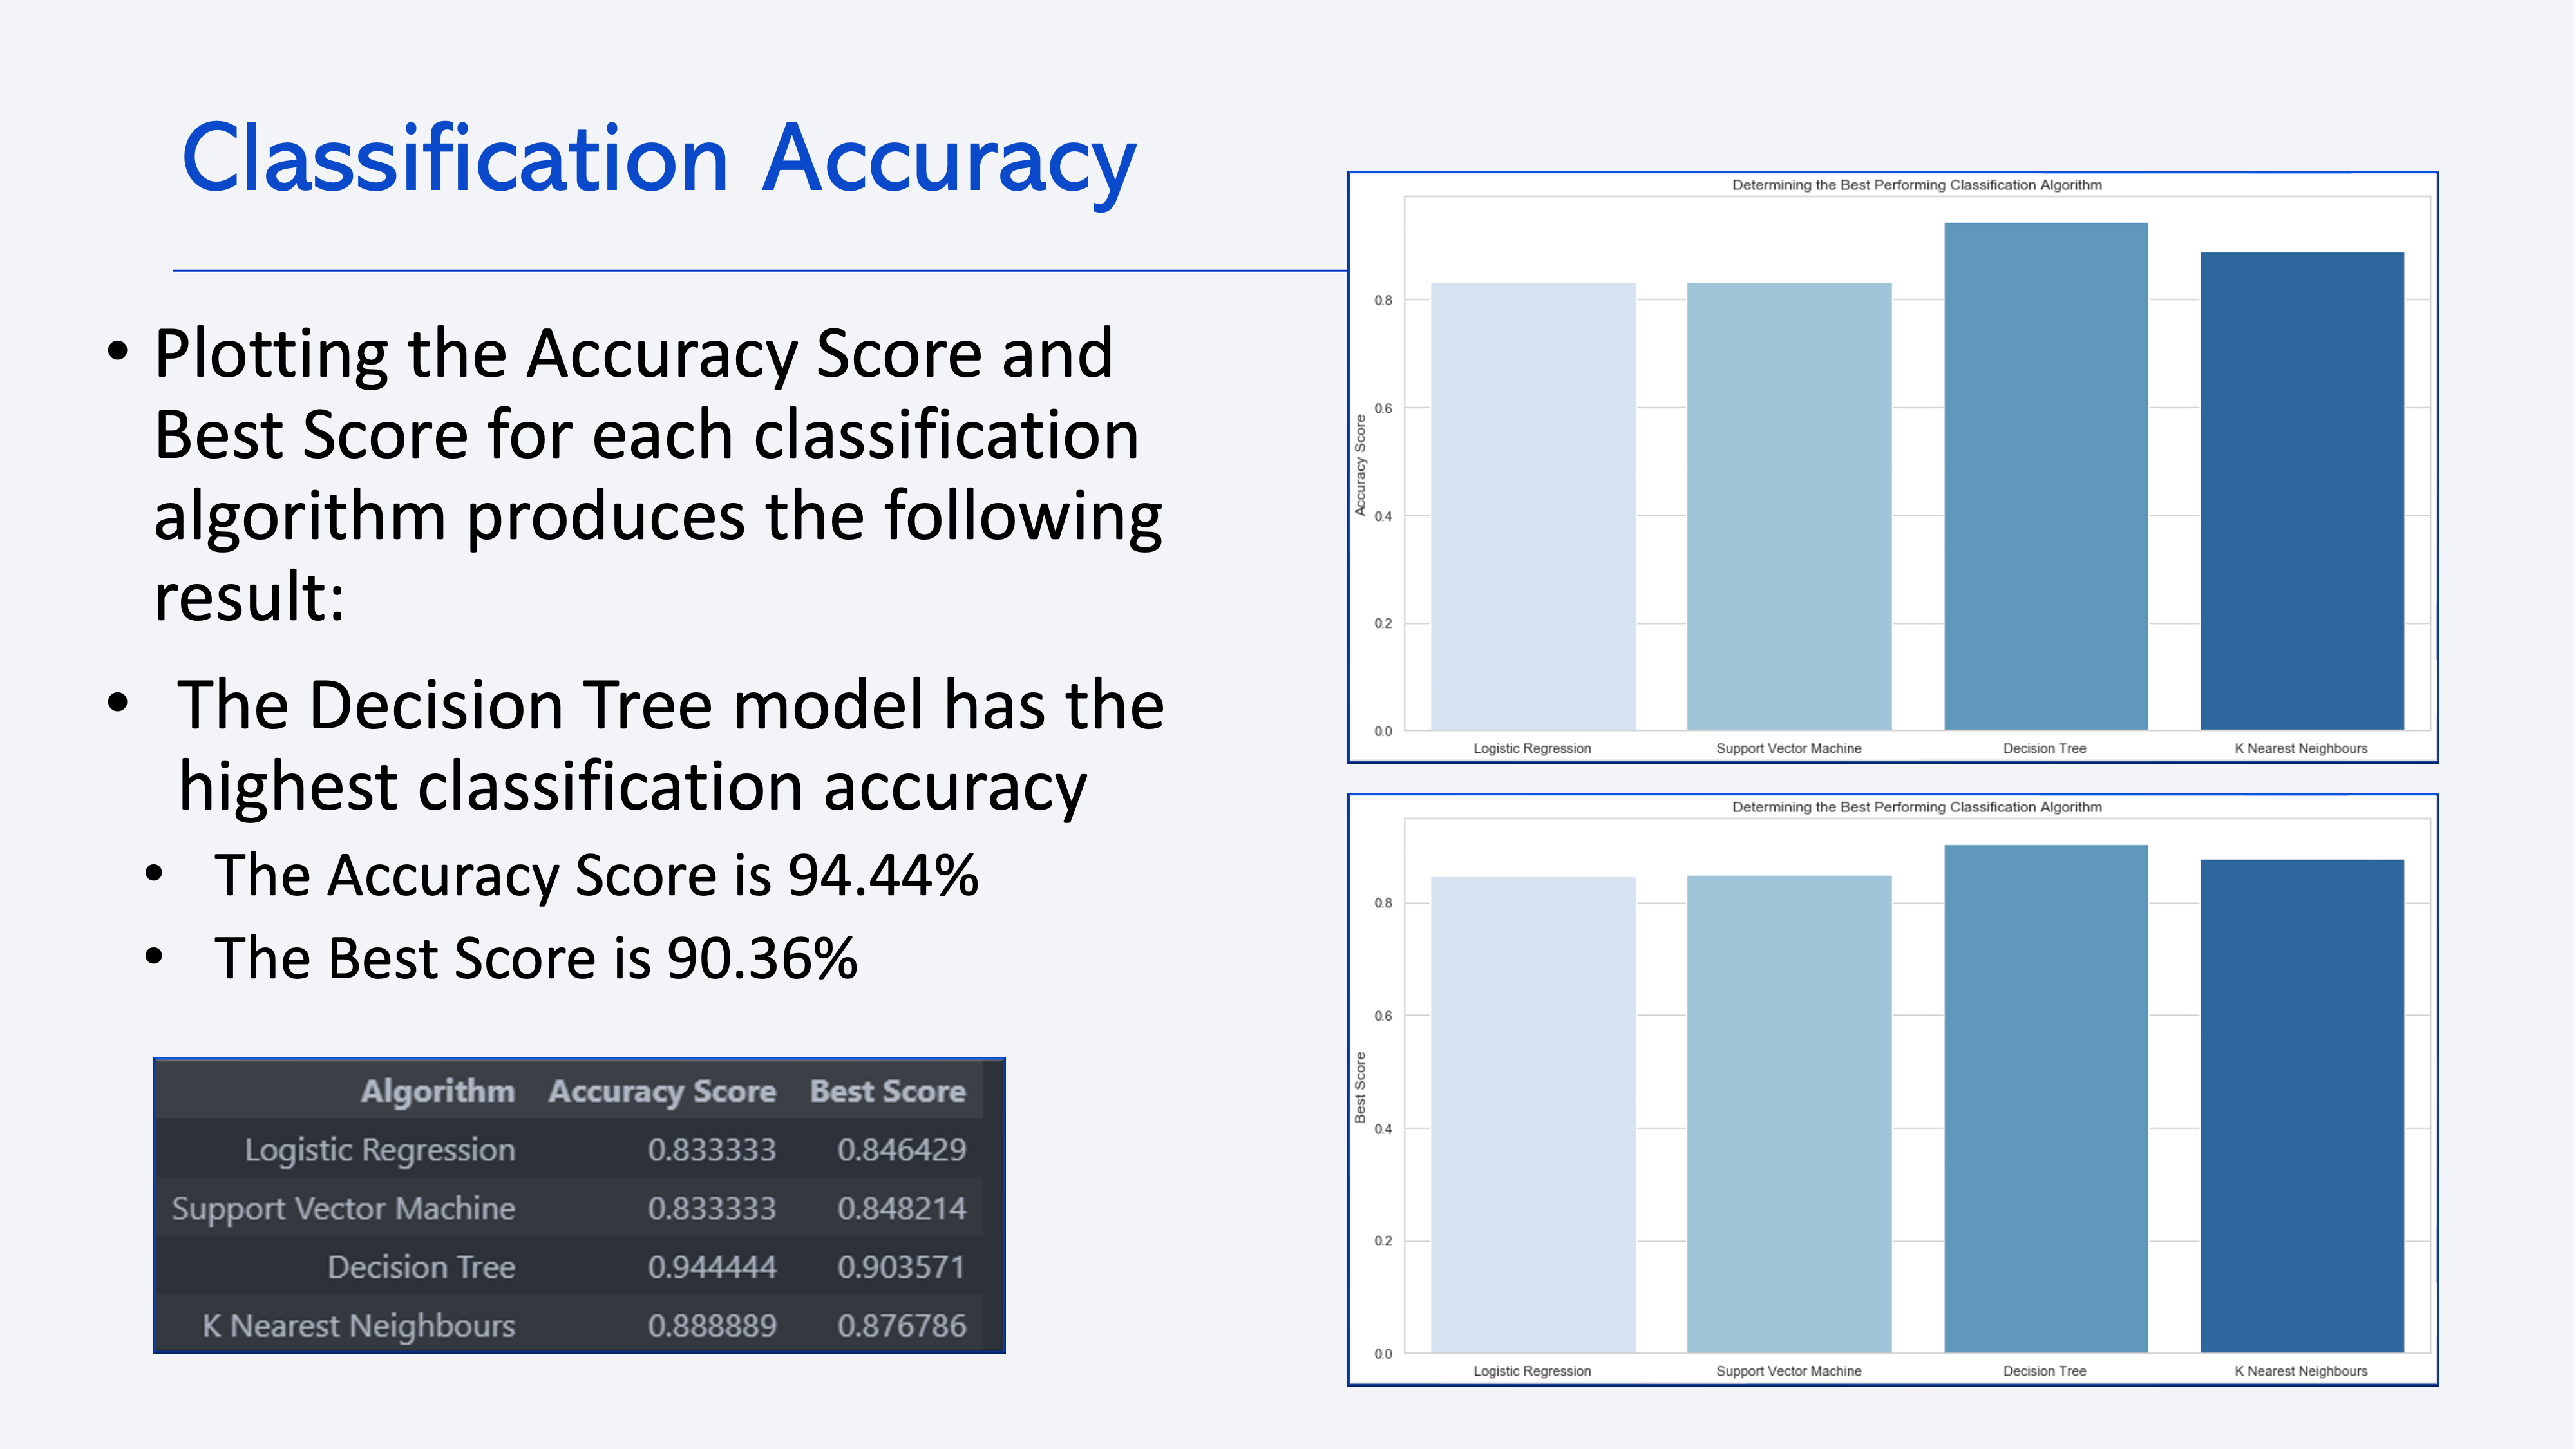 Classification Accuracy
• Plotting the Accuracy Score and
Best Score for each classification
algorithm produces the following
result:
• The Decision Tree model has the
highest classification accuracy
• The Accuracy Score is 94.44%
• The Best Score is 90.36%
Algorithm Accuracy Score Best Score
Logistic Regression 0.833333 0.846429
Support Vector Machine 0.833333 0.848214
Decision Tree 0.944444 0.903571
K Nearest Neighbours 0.888889 0.876786
Determining the Best Performing Classification Algorithm
Accuracy Score
0.8
0.6
0.4
0.2
0.0
Logistic Regression Support Vector Machine Decision Tree K Nearest Neighbours
Determining the Best Performing Classification Algorithm
Best Score
0.8
0.6
0.4
0.2
0.0
Logistic Regression Support Vector Machine Decision Tree K Nearest Neighbours